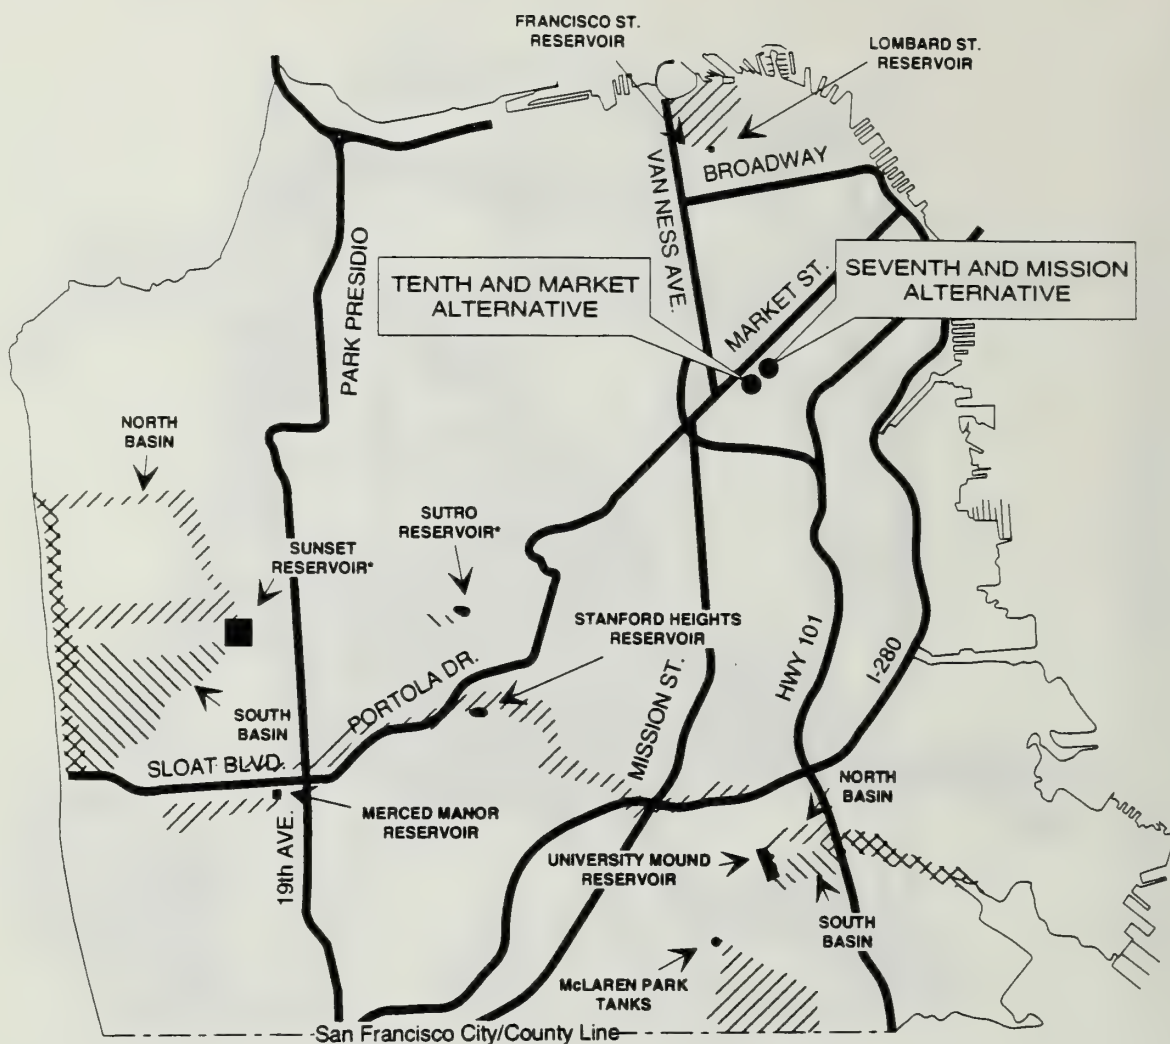 FRANCISCO ST.
RESERVOIR
LOMBARD ST.
RESERVOIR
VAN NESS AVE.
BROADWAY
PARK PRESIDIO
TENTH AND MARKET
ALTERNATIVE
MARKET ST.
SEVENTH AND MISSION
ALTERNATIVE
NORTH
BASIN
SUNSET
RESERVOIR*
SUTRO
RESERVOIR*
STANFORD HEIGHTS
RESERVOIR
HWY 101
I-280
SOUTH
BASIN
PORTOLA DR.
MISSION ST.
SLOAT BLVD.
MERCED MANOR
RESERVOIR
19th AVE.
NORTH
BASIN
UNIVERSITY MOUND
RESERVOIR
SOUTH
BASIN
McLAREN PARK
TANKS
San Francisco City/County Line